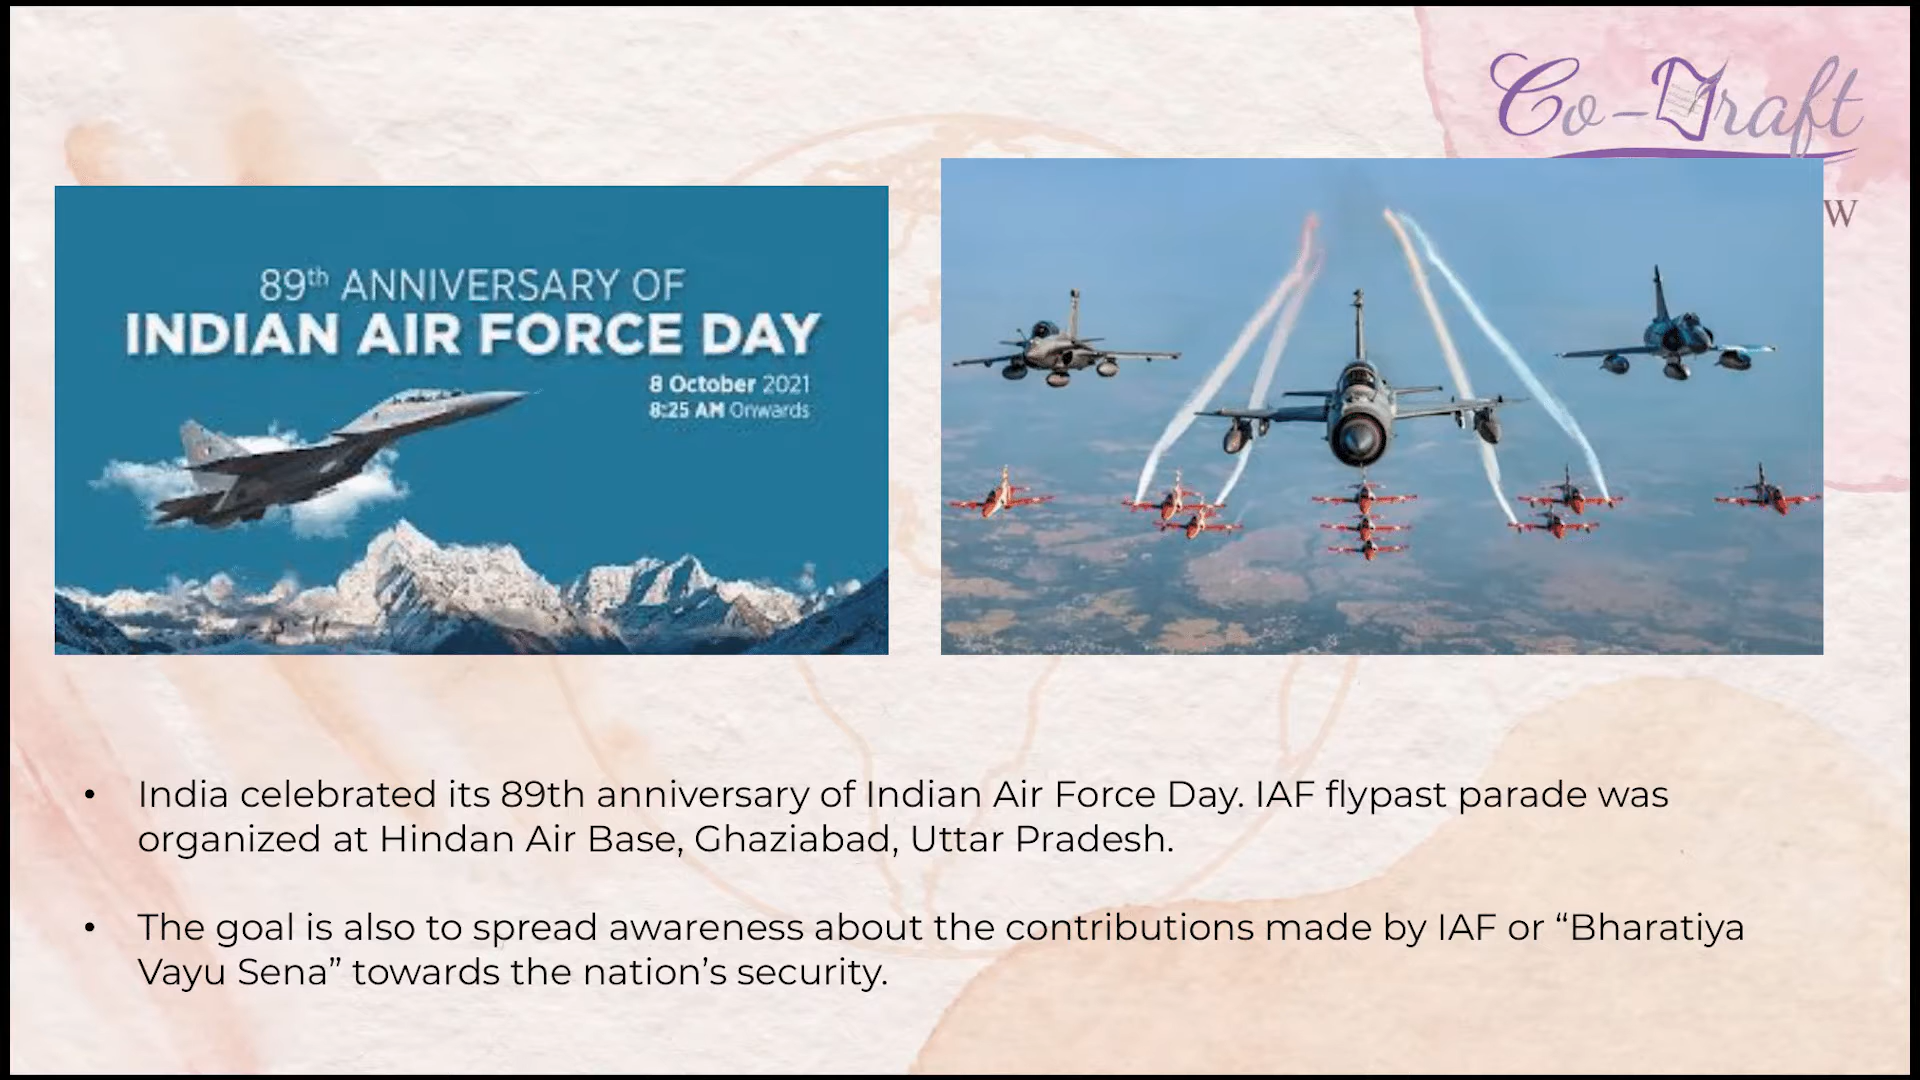 Co-Draft
W
89th ANNIVERSARY OF
INDIAN AIR FORCE DAY
8 October 2021
8:25 AM Onwards
• India celebrated its 89th anniversary of Indian Air Force Day. IAF flypast parade was
organized at Hindan Air Base, Ghaziabad, Uttar Pradesh.
• The goal is also to spread awareness about the contributions made by IAF or “Bharatiya
Vayu Sena” towards the nation’s security.